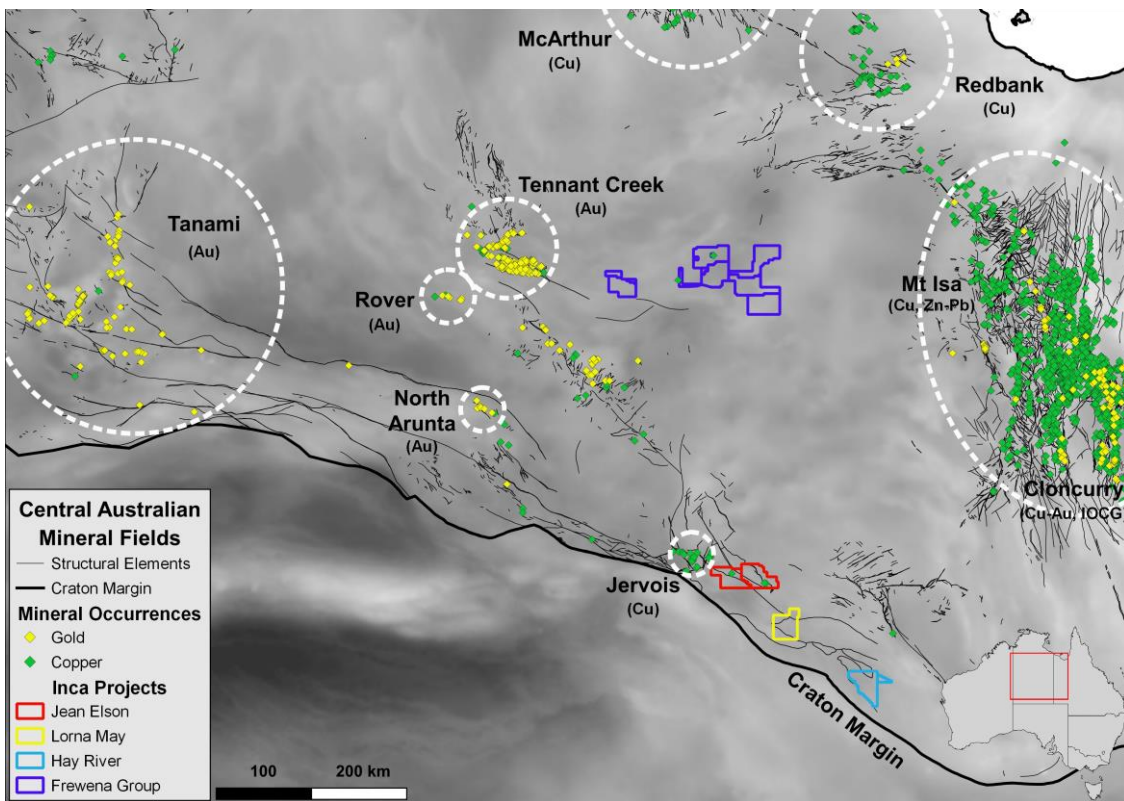 McArthur
(Cu)
Redbank
(Cu)
Tennant Creek
(Au)
Tanami
(Au)
Rover
(Au)
Mt Isa
(Cu, Zn-Pb)
North
Arunta
(Au)
Cloncurry
(Cu-Au, IOCG)
Jervois
(Cu)
Craton Margin
Central Australian
Mineral Fields
Structural Elements
Craton Margin
Mineral Occurrences
Gold
Copper
Inca Projects
Jean Elson
Lorna May
Hay River
Frewena Group
100 200 km